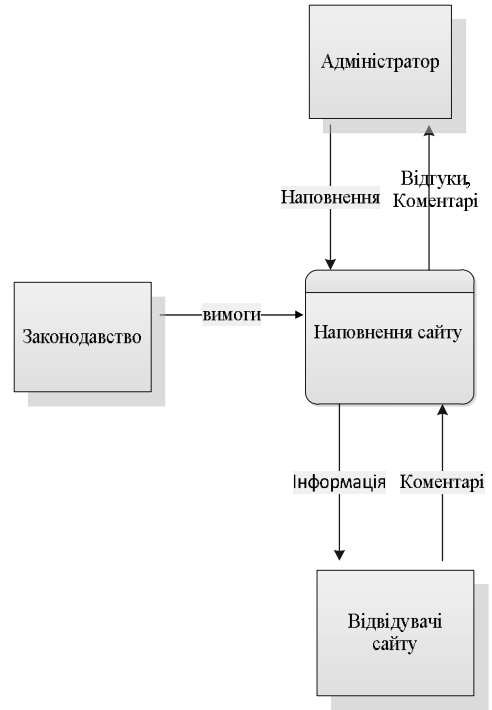 Адміністратор
Наповнення
Відгуки,
Коментарі
Законодавство
вимоги
Наповнення сайту
Інформація
Коментарі
Відвідувачі
сайту